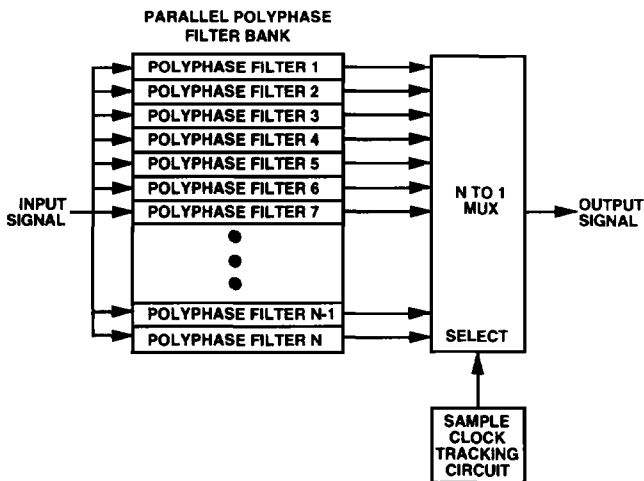 PARALLEL POLYPHASE
FILTER BANK
POLYPHASE FILTER 1
POLYPHASE FILTER 2
POLYPHASE FILTER 3
POLYPHASE FILTER 4
POLYPHASE FILTER 5
POLYPHASE FILTER 6
POLYPHASE FILTER 7
POLYPHASE FILTER N-1
POLYPHASE FILTER N
INPUT
SIGNAL
N TO 1
MUX
SELECT
OUTPUT
SIGNAL
SAMPLE
CLOCK
TRACKING
CIRCUIT